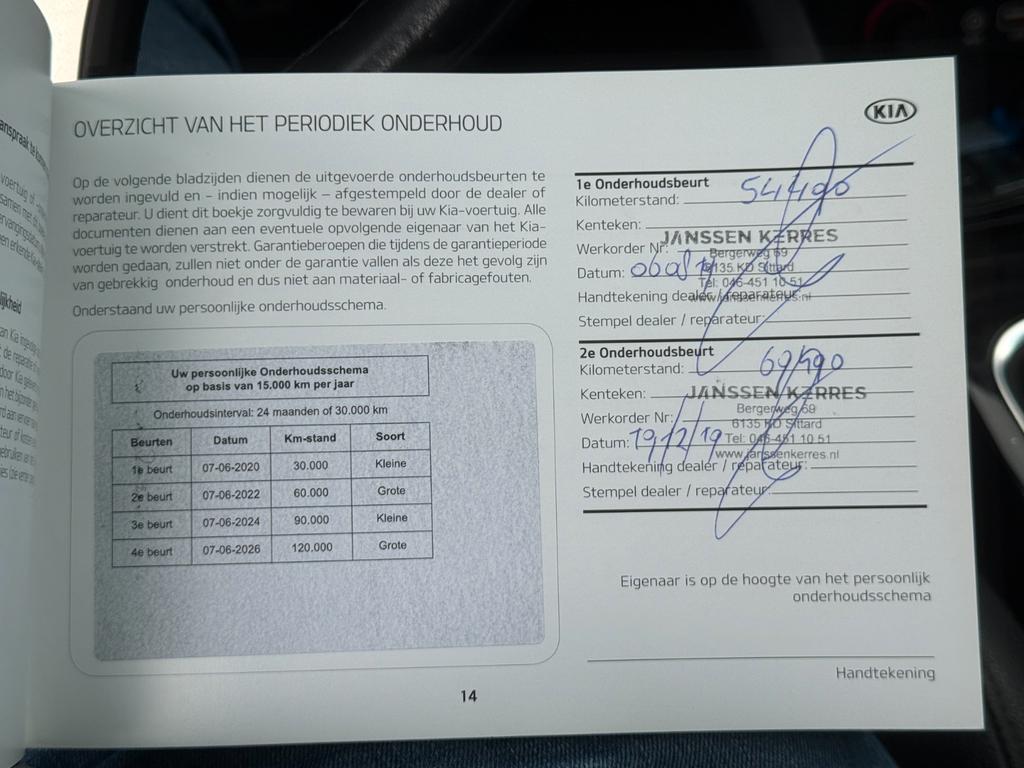 OVERZICHT VAN HET PERIODIEK ONDERHOUD
KIA
Op de volgende bladzijden dienen de uitgevoerde onderhoudsbeurten te
worden ingevuld en – indien mogelijk – afgestempeld door de dealer of
reparateur. U dient dit boekje zorgvuldig te bewaren bij uw Kia-voertuig. Alle
documenten dienen aan een eventuele opvolgende eigenaar van het Kia-
voertuig te worden verstrekt. Garantieberoepen die tijdens de garantieperiode
worden gedaan, zullen niet onder de garantie vallen als deze het gevolg zijn
van gebrekkig onderhoud en dus niet aan materiaal- of fabricagefouten.
Onderstaand uw persoonlijke onderhoudsschema.
Uw persoonlijke Onderhoudsschema
op basis van 15.000 km per jaar
Onderhoudsinterval: 24 maanden of 30.000 km
Beurten Datum Km-stand Soort
1e beurt 07-06-2020 30.000 Kleine
2e beurt 07-06-2022 60.000 Grote
3e beurt 07-06-2024 90.000 Kleine
4e beurt 07-06-2026 120.000 Grote
1e Onderhoudsbeurt
Kilometerstand: 54490
Kenteken:
JANSSEN KERRES
Werkorder Nr:
Bergerweg 69
Datum:
6135 KD Sittard
Tel: 046-451 10 51
Handtekening dealer / reparateur:
www.janssenkerres.nl
Stempel dealer / reparateur:
2e Onderhoudsbeurt
Kilometerstand: 69490
Kenteken: JANSSEN KERRES
Bergerweg 69
Werkorder Nr:
6135 KD Sittard
Datum: 19/12/19 Tel: 046-451 10 51
www.janssenkerres.nl
Handtekening dealer / reparateur:
Stempel dealer / reparateur:
Eigenaar is op de hoogte van het persoonlijk
onderhoudsschema
Handtekening
14